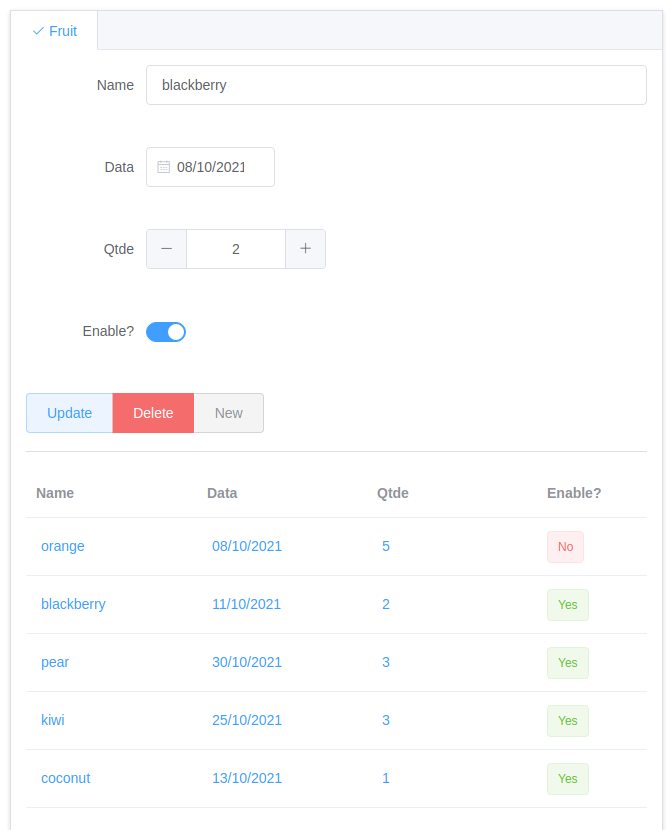 Fruit
Name blackberry
Data 08/10/2021
Qtde 2
Enable?
Update Delete New
Name Data Qtde Enable?
orange 08/10/2021 5 No
blackberry 11/10/2021 2 Yes
pear 30/10/2021 3 Yes
kiwi 25/10/2021 3 Yes
coconut 13/10/2021 1 Yes